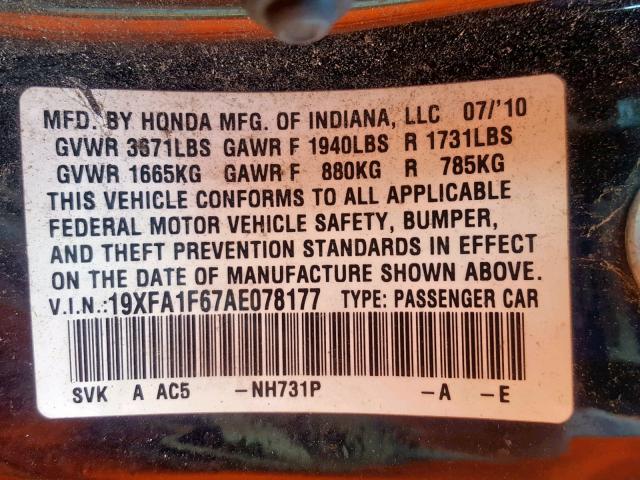 MFD. BY HONDA MFG. OF INDIANA, LLC 07/'10
GVWR 3671LBS GAWR F 1940LBS R 1731LBS
GVWR 1665KG GAWR F 880KG R 785KG
THIS VEHICLE CONFORMS TO ALL APPLICABLE
FEDERAL MOTOR VEHICLE SAFETY, BUMPER,
AND THEFT PREVENTION STANDARDS IN EFFECT
ON THE DATE OF MANUFACTURE SHOWN ABOVE.
V.I.N.:19XFA1F67AE078177 TYPE: PASSENGER CAR
SVK A AC5 -NH731P -A -E